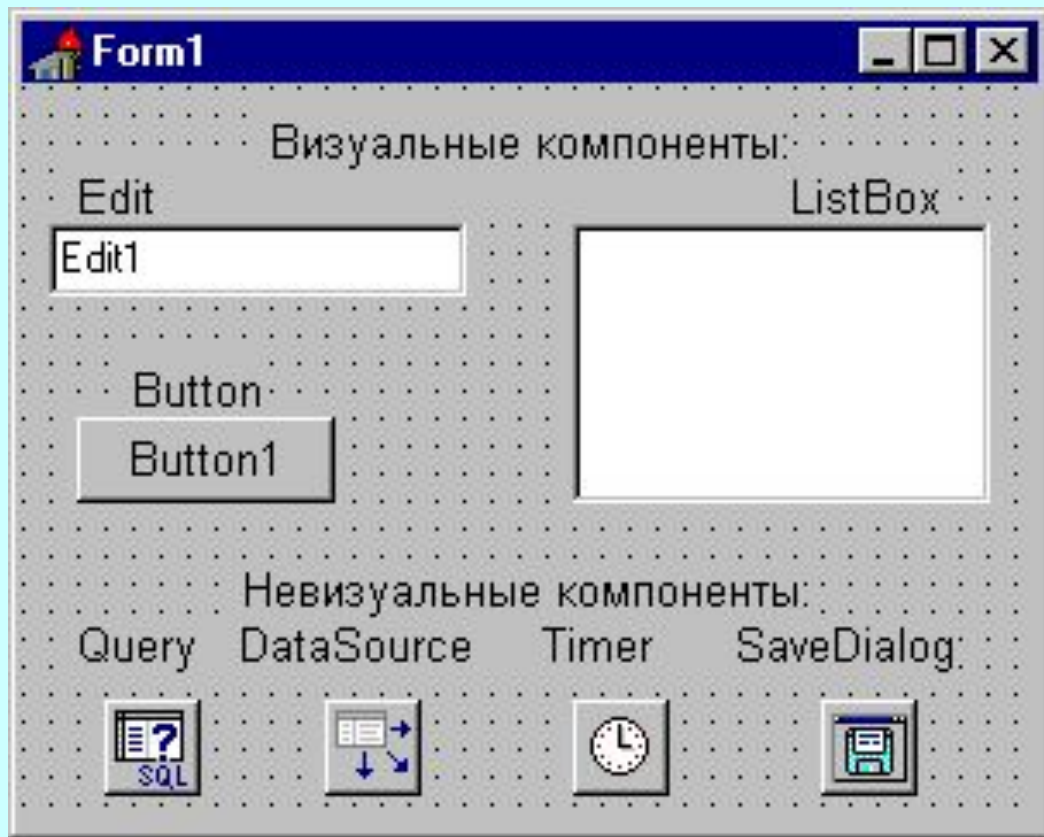 Form1
Визуальные компоненты:
Edit ListBox
Edit1
Button
Button1
Невизуальные компоненты:
Query DataSource Timer SaveDialog
SQL